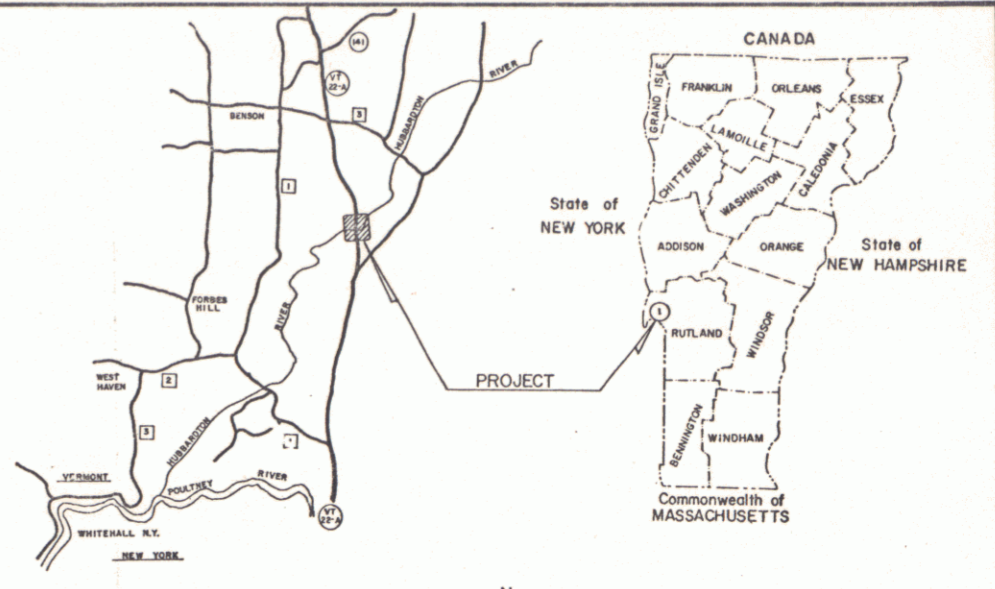 141
VT
22-A
3
BENSON
HUBBARDTON
RIVER
1
RIVER
FORBES
HILL
2
WEST
HAVEN
3
HUBBARDTON
VERMONT
POULTNEY
RIVER
VT
22-A
WHITEHALL N.Y.
NEW YORK
PROJECT
CANADA
GRAND ISLE
FRANKLIN
ORLEANS
ESSEX
LAMOILLE
CHITTENDEN
CALEDONIA
WASHINGTON
State of
NEW YORK
ADDISON
ORANGE
State of
NEW HAMPSHIRE
1
RUTLAND
WINDSOR
BENNINGTON
WINDHAM
Commonwealth of
MASSACHUSETTS